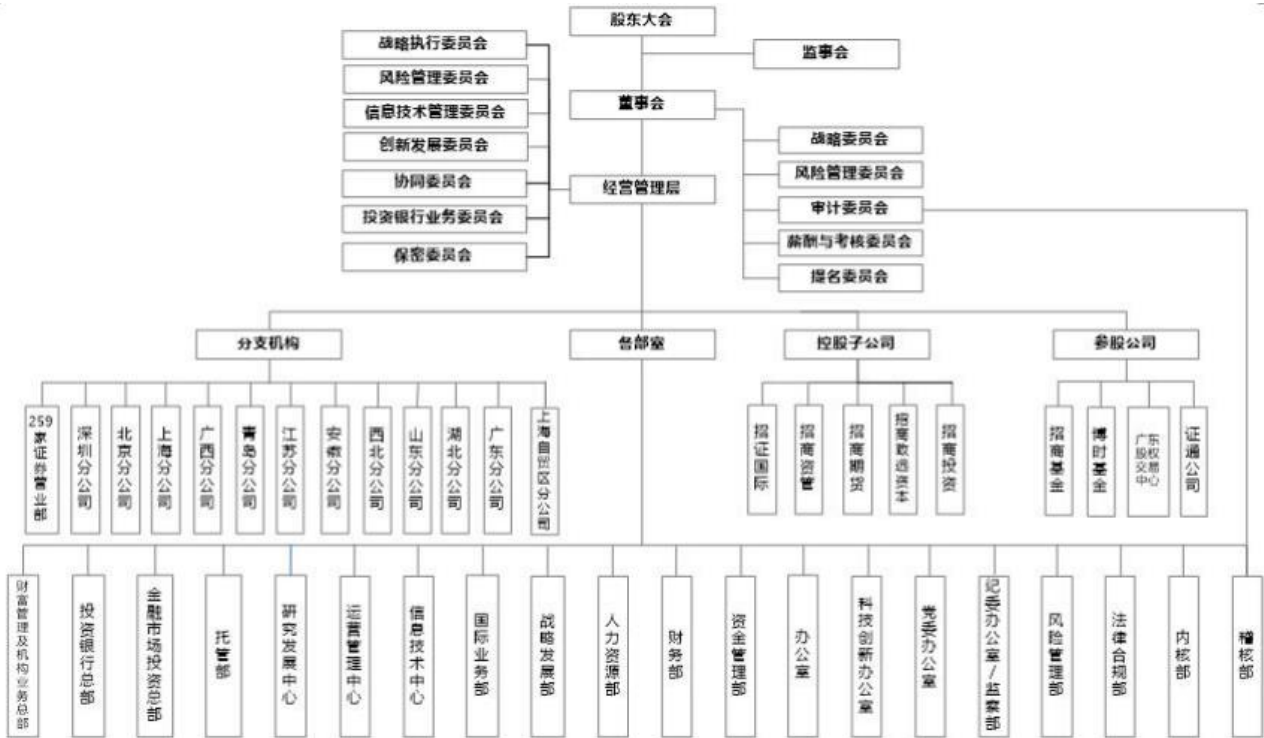 股东大会
监事会
战略执行委员会
风险管理委员会
信息技术管理委员会
创新发展委员会
协同委员会
投资银行业务委员会
保密委员会
董事会
经营管理层
战略委员会
风险管理委员会
审计委员会
薪酬与考核委员会
提名委员会
分支机构
各部室
控股子公司
参股公司
259家证券营业部
深圳分公司
北京分公司
上海分公司
广西分公司
青岛分公司
江苏分公司
安徽分公司
西北分公司
山东分公司
湖北分公司
广东分公司
上海自贸区分公司
招证国际
招商资管
招商期货
招商致远资本
招商投资
招商基金
博时基金
广东股权交易中心
证通公司
财富管理及机构业务总部
投资银行总部
金融市场投资总部
托管部
研究发展中心
运营管理中心
信息技术中心
国际业务部
战略发展部
人力资源部
财务部
资金管理部
办公室
科技创新办公室
党委办公室
纪委办公室/监察部
风险管理部
法律合规部
内核部
稽核部